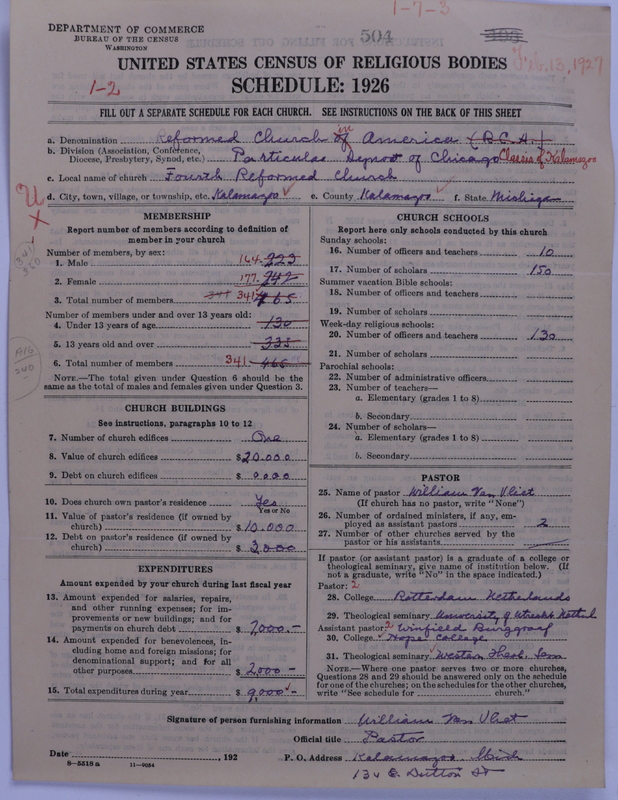 1-7-3
DEPARTMENT OF COMMERCE
BUREAU OF THE CENSUS
WASHINGTON
504
Feb. 13, 1927
UNITED STATES CENSUS OF RELIGIOUS BODIES
1-2
SCHEDULE: 1926
FILL OUT A SEPARATE SCHEDULE FOR EACH CHURCH. SEE INSTRUCTIONS ON THE BACK OF THIS SHEET
a. Denomination Reformed Church in America (R.C.A.)
b. Division (Association, Conference, Diocese, Presbytery, Synod, etc.) Particular Synod of Chicago Classis of Kalamazoo
c. Local name of church Fourth Reformed Church
d. City, town, village, or township, etc. Kalamazoo e. County Kalamazoo f. State Michigan
MEMBERSHIP
Report number of members according to definition of member in your church
Number of members, by sex:
1. Male 164 223
2. Female 177 242
3. Total number of members 341 341 465
Number of members under and over 13 years old:
4. Under 13 years of age 130
5. 13 years old and over 335
6. Total number of members 341 465
NOTE.—The total given under Question 6 should be the same as the total of males and females given under Question 3.
CHURCH BUILDINGS
See instructions, paragraphs 10 to 12
7. Number of church edifices One
8. Value of church edifices $20.000
9. Debt on church edifices $ 0.000
10. Does church own pastor's residence Yes
Yes or No
11. Value of pastor's residence (if owned by church) $10.000
12. Debt on pastor's residence (if owned by church) $ 3,000
EXPENDITURES
Amount expended by your church during last fiscal year
13. Amount expended for salaries, repairs, and other running expenses; for improvements or new buildings; and for payments on church debt $ 7000.-
14. Amount expended for benevolences, including home and foreign missions; for denominational support; and for all other purposes $ 2,000 -
15. Total expenditures during year $ 9,000 -
CHURCH SCHOOLS
Report here only schools conducted by this church
Sunday schools:
16. Number of officers and teachers 10
17. Number of scholars 150
Summer vacation Bible schools:
18. Number of officers and teachers
19. Number of scholars
Week-day religious schools:
20. Number of officers and teachers 130
21. Number of scholars
Parochial schools:
22. Number of administrative officers
23. Number of teachers—
a. Elementary (grades 1 to 8)
b. Secondary
24. Number of scholars—
a. Elementary (grades 1 to 8)
b. Secondary
PASTOR
25. Name of pastor William Van Vliet
(If church has no pastor, write "None")
26. Number of ordained ministers, if any, employed as assistant pastors 2
27. Number of other churches served by the pastor or his assistants
If pastor (or assistant pastor) is a graduate of a college or theological seminary, give name of institution below. (If not a graduate, write "No" in the space indicated.)
Pastor: 2
28. College Rotterdam Netherlands
29. Theological seminary University of Utrecht Nethl
Assistant pastor: 2 Winfield Burggraaf
30. College Hope College
31. Theological seminary Western Theol. Sem
NOTE.—Where one pastor serves two or more churches, Questions 28 and 29 should be answered only on the schedule for one of the churches; on the schedules for the other churches, write "See schedule for church."
Signature of person furnishing information William Van Vliet
Official title Pastor
Date , 192 P. O. Address Kalamazoo Mich
8-5518 a 11-9054
134 E. Dutton St